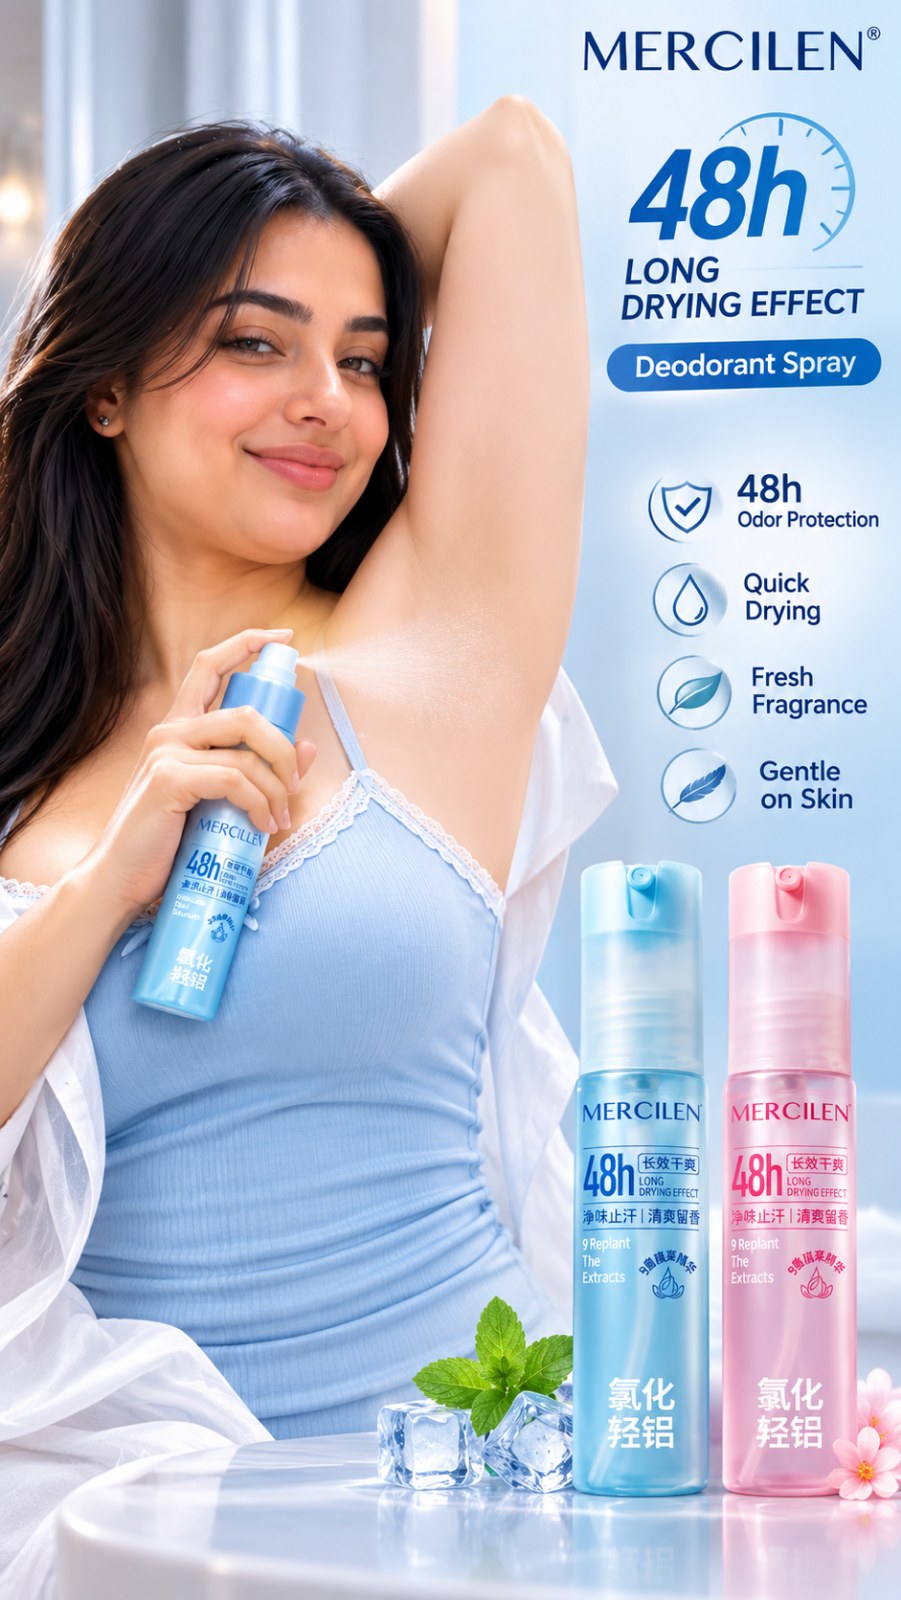 MERCILEN®
48h
LONG
DRYING EFFECT
Deodorant Spray
48h
Odor Protection
Quick
Drying
Fresh
Fragrance
Gentle
on Skin
MERCILEN
48h
氯化
轻铝
MERCILEN
48h 长效干爽
LONG
DRYING EFFECT
净味止汗 | 清爽留香
9 Replant
The
Extracts
氯化
轻铝
MERCILEN
48h 长效干爽
LONG
DRYING EFFECT
净味止汗 | 清爽留香
9 Replant
The
Extracts
氯化
轻铝